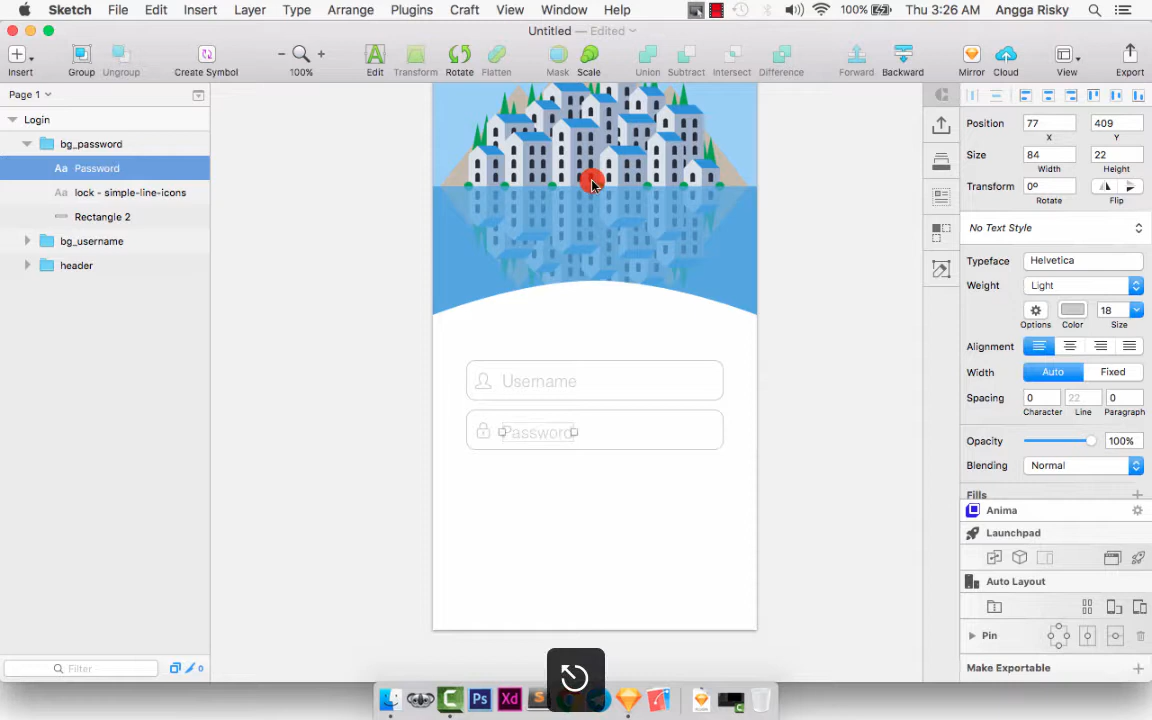 Sketch File Edit Insert Layer Type Arrange Plugins Craft View Window Help 100% Thu 3:26 AM Angga Risky
Untitled — Edited
Insert Group Ungroup Create Symbol 100% Edit Transform Rotate Flatten Mask Scale Union Subtract Intersect Difference Forward Backward Mirror Cloud View Export
Page 1
Login
bg_password
Aa Password
Aa lock - simple-line-icons
Rectangle 2
bg_username
header
Filter
0
Username
Password
Position 77 409
X Y
Size 84 22
Width Height
Transform 0º
Rotate Flip
No Text Style
Typeface Helvetica
Weight Light
18
Options Color Size
Alignment
Width Auto Fixed
Spacing 0 22 0
Character Line Paragraph
Opacity 100%
Blending Normal
Fills
Anima
Launchpad
Auto Layout
Pin
Make Exportable
Ps Xd S